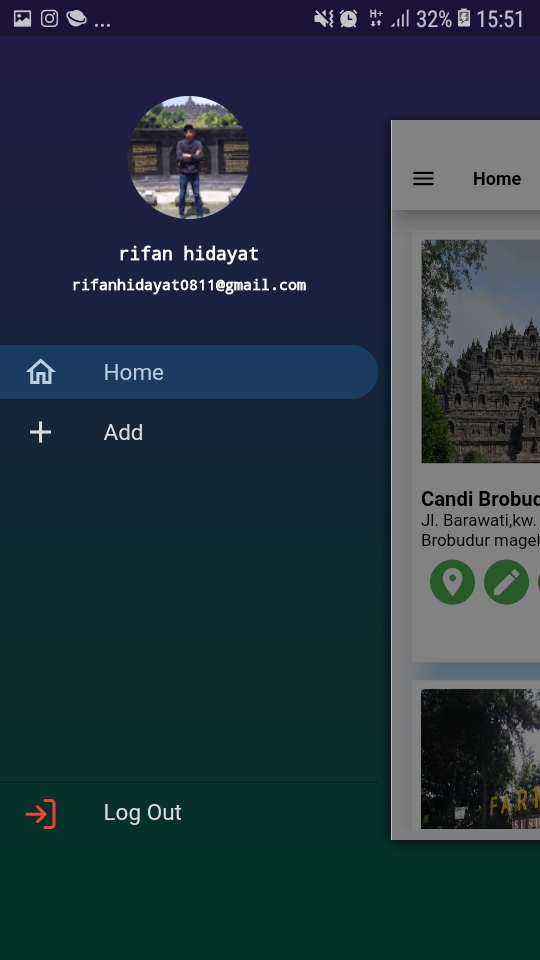 ... H+ 32% 15:51
rifan hidayat
rifanhidayat0811@gmail.com
Home
Add
Log Out
Home
Candi Brobud
Jl. Barawati,kw.
Brobudur magel
FAR
SUSU